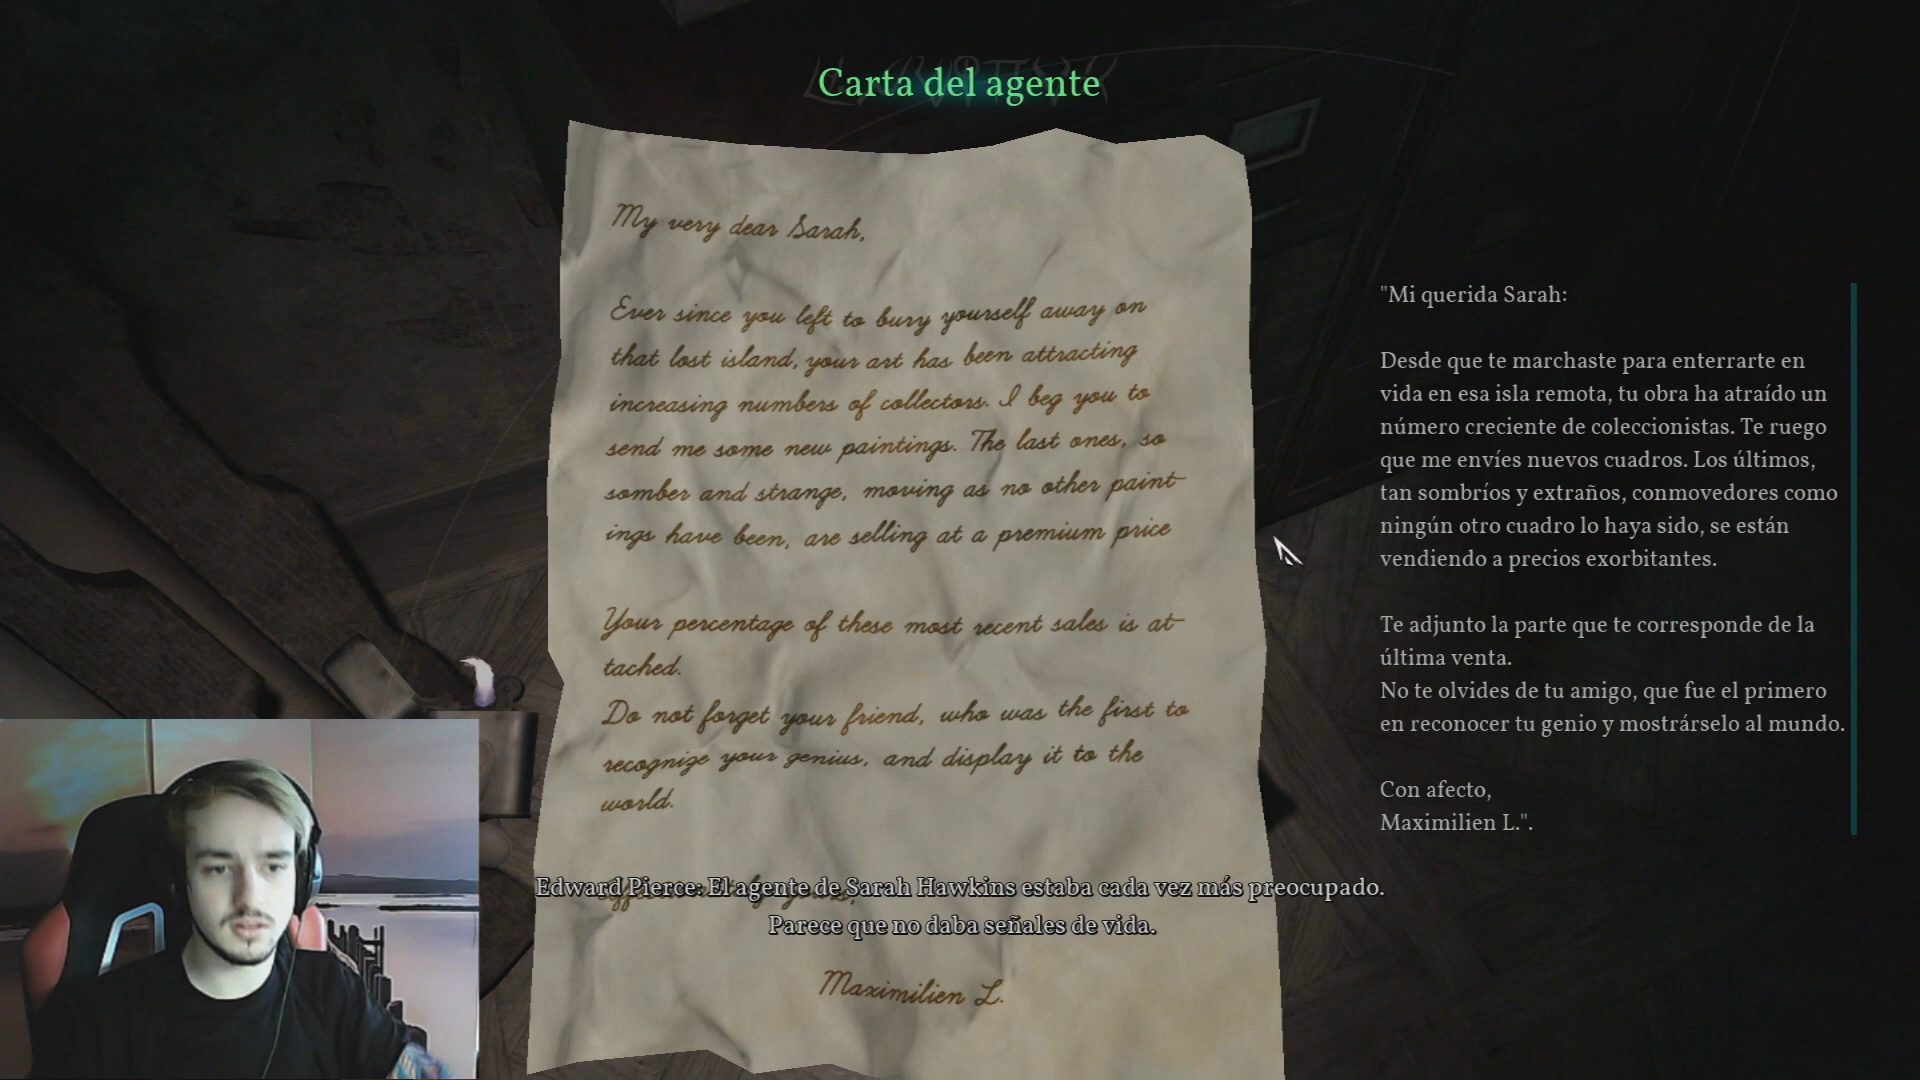 Carta del agente
My very dear Sarah,
Ever since you left to bury yourself away on
that lost island, your art has been attracting
increasing numbers of collectors. I beg you to
send me some new paintings. The last ones, so
somber and strange, moving as no other paint-
ings have been, are selling at a premium price
Your percentage of these most recent sales is at-
tached.
Do not forget your friend, who was the first to
recognize your genius, and display it to the
world.
Maximilien L.
"Mi querida Sarah:
Desde que te marchaste para enterrarte en
vida en esa isla remota, tu obra ha atraído un
número creciente de coleccionistas. Te ruego
que me envíes nuevos cuadros. Los últimos,
tan sombríos y extraños, conmovedores como
ningún otro cuadro lo haya sido, se están
vendiendo a precios exorbitantes.
Te adjunto la parte que te corresponde de la
última venta.
No te olvides de tu amigo, que fue el primero
en reconocer tu genio y mostrárselo al mundo.
Con afecto,
Maximilien L.".
Edward Pierce: El agente de Sarah Hawkins estaba cada vez más preocupado.
Parece que no daba señales de vida.